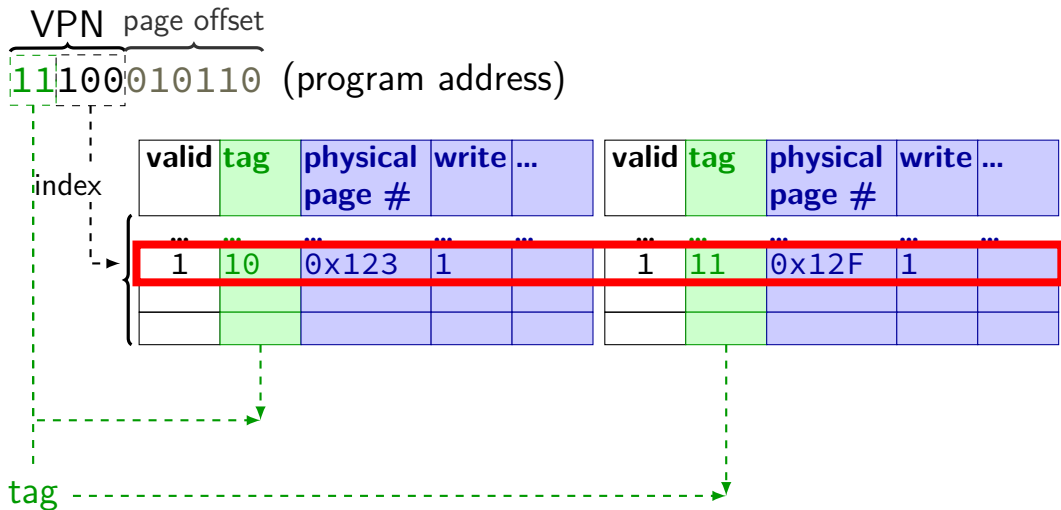 VPN page offset
11100010110 (program address)
index
valid tag physical page # write ... valid tag physical page # write ...
... ... ... ... ... ... ... ... ... ...
1 10 0x123 1 1 11 0x12F 1
tag